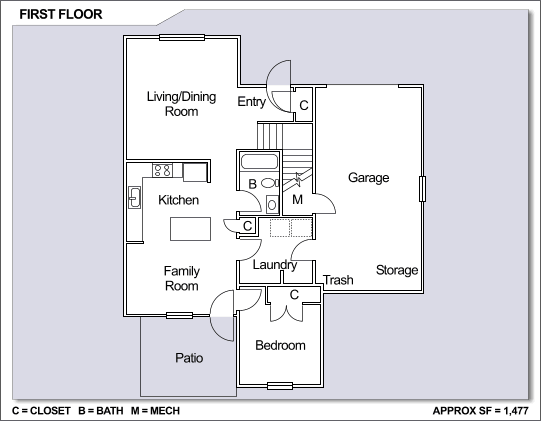 FIRST FLOOR
Living/Dining
Room
Entry
C
Garage
B
M
Kitchen
C
Family
Room
Laundry
Trash
Storage
C
Bedroom
Patio
C = CLOSET B = BATH M = MECH
APPROX SF = 1,477